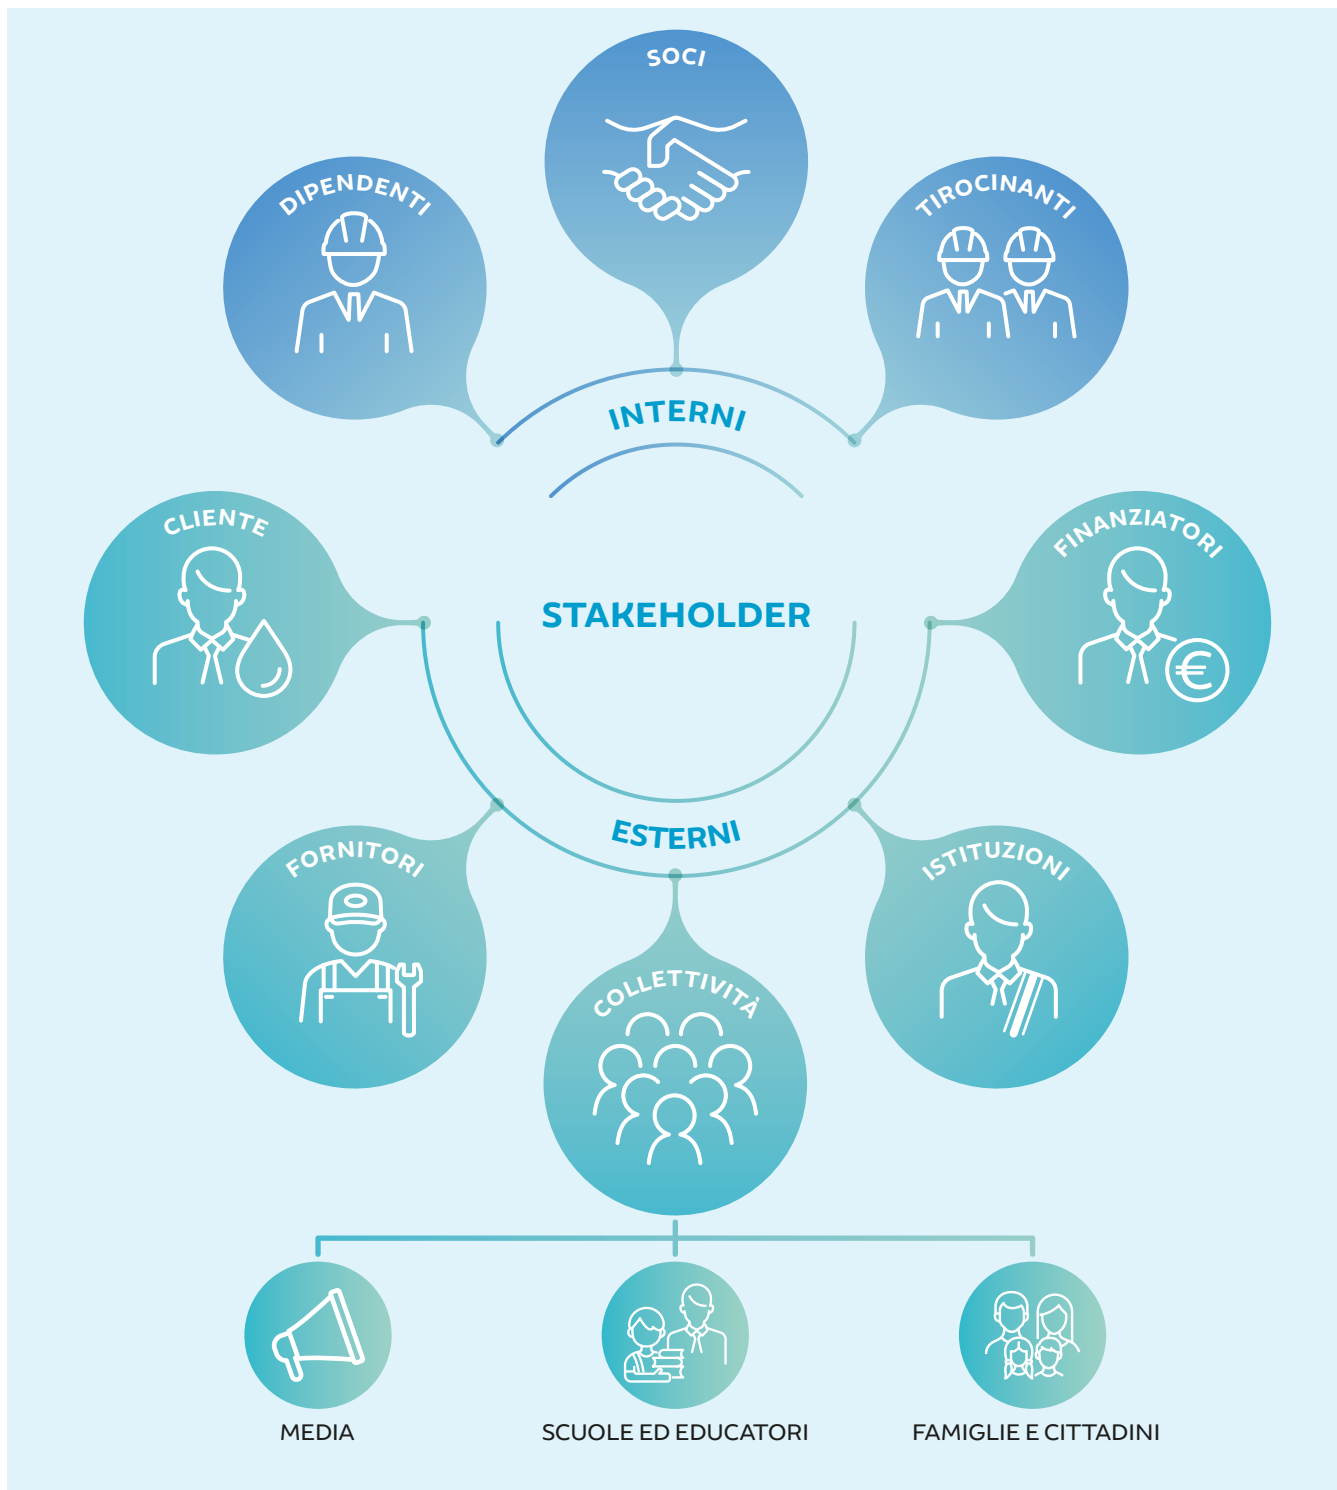 SOCI
DIPENDENTI
TIROCINANTI
INTERNI
CLIENTE
FINANZIATORI
€
STAKEHOLDER
ESTERNI
FORNITORI
ISTITUZIONI
COLLETTIVITÀ
MEDIA
SCUOLE ED EDUCATORI
FAMIGLIE E CITTADINI